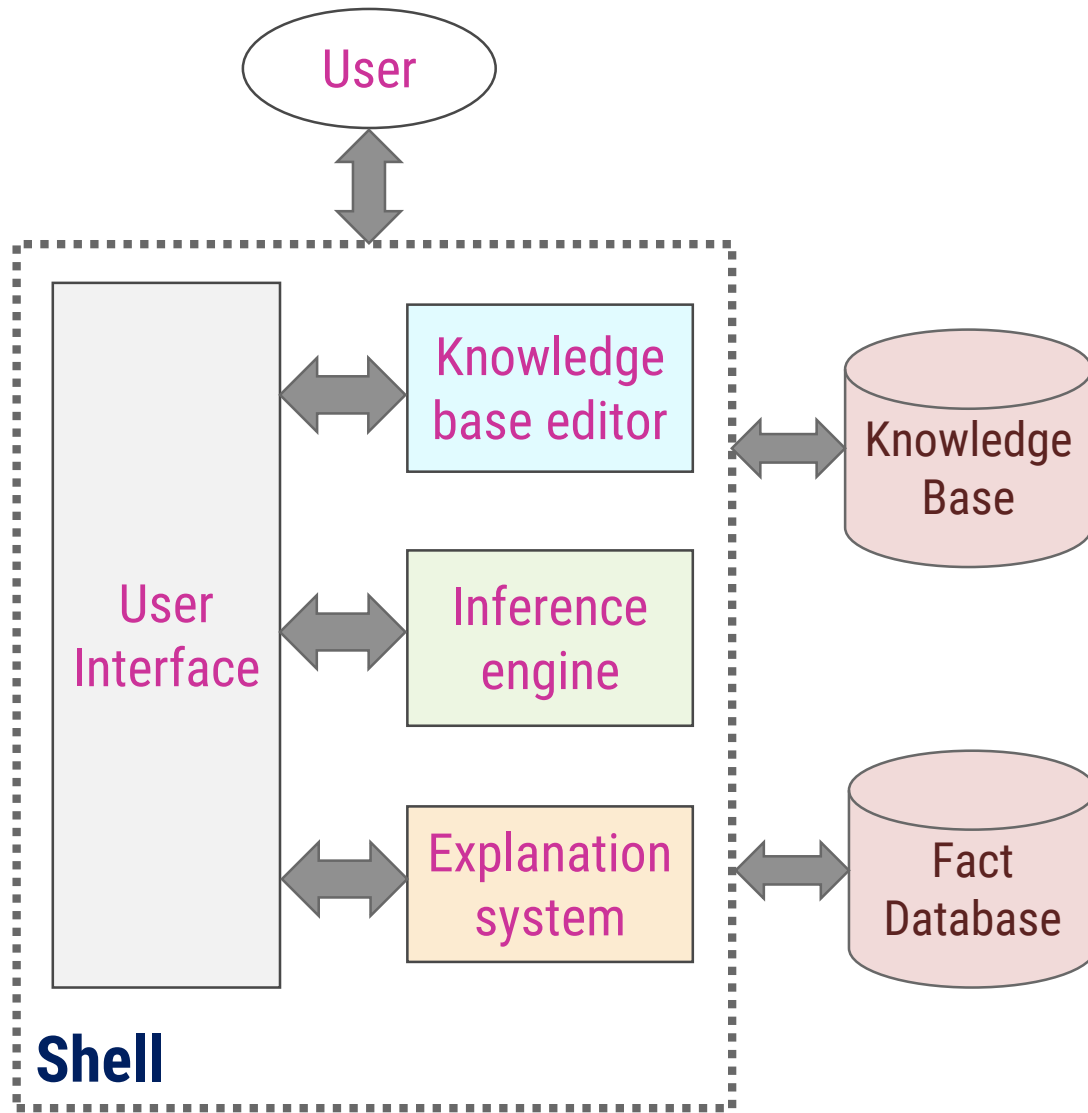 User
Knowledge
base editor
Knowledge
Base
User
Interface
Inference
engine
Explanation
system
Fact
Database
Shell